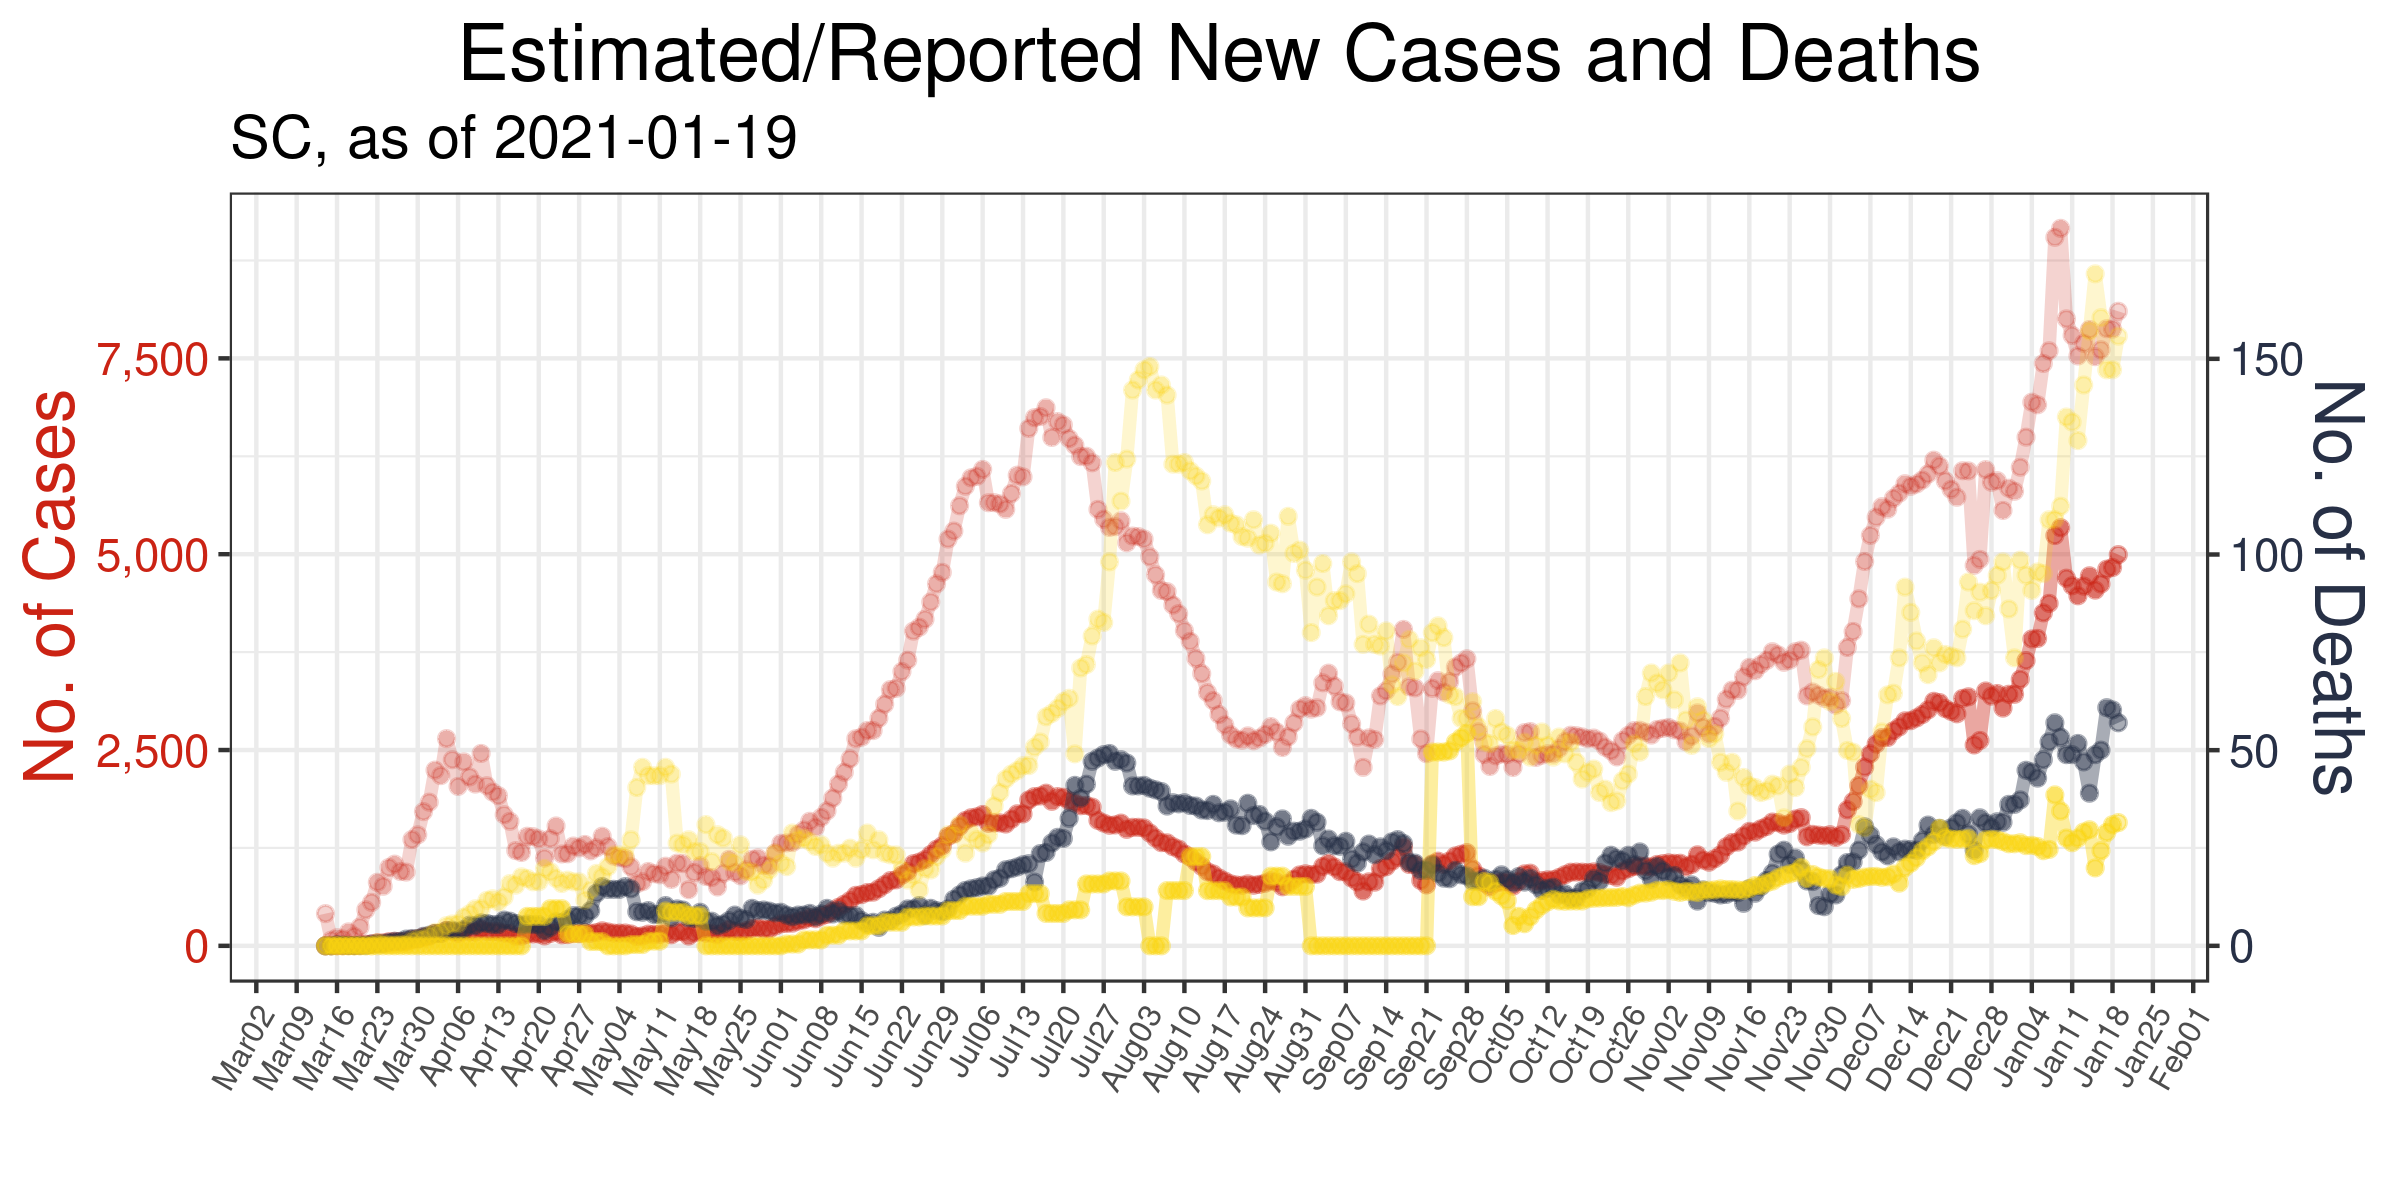 Estimated/Reported New Cases and Deaths
SC, as of 2021-01-19
No. of Cases
7,500
5,000
2,500
0
150
100
50
0
No. of Deaths
Mar02 Mar09 Mar16 Mar23 Mar30 Apr06 Apr13 Apr20 Apr27 May04 May11 May18 May25 Jun01 Jun08 Jun15 Jun22 Jun29 Jul06 Jul13 Jul20 Jul27 Aug03 Aug10 Aug17 Aug24 Aug31 Sep07 Sep14 Sep21 Sep28 Oct05 Oct12 Oct19 Oct26 Nov02 Nov09 Nov16 Nov23 Nov30 Dec07 Dec14 Dec21 Dec28 Jan04 Jan11 Jan18 Jan25 Feb01